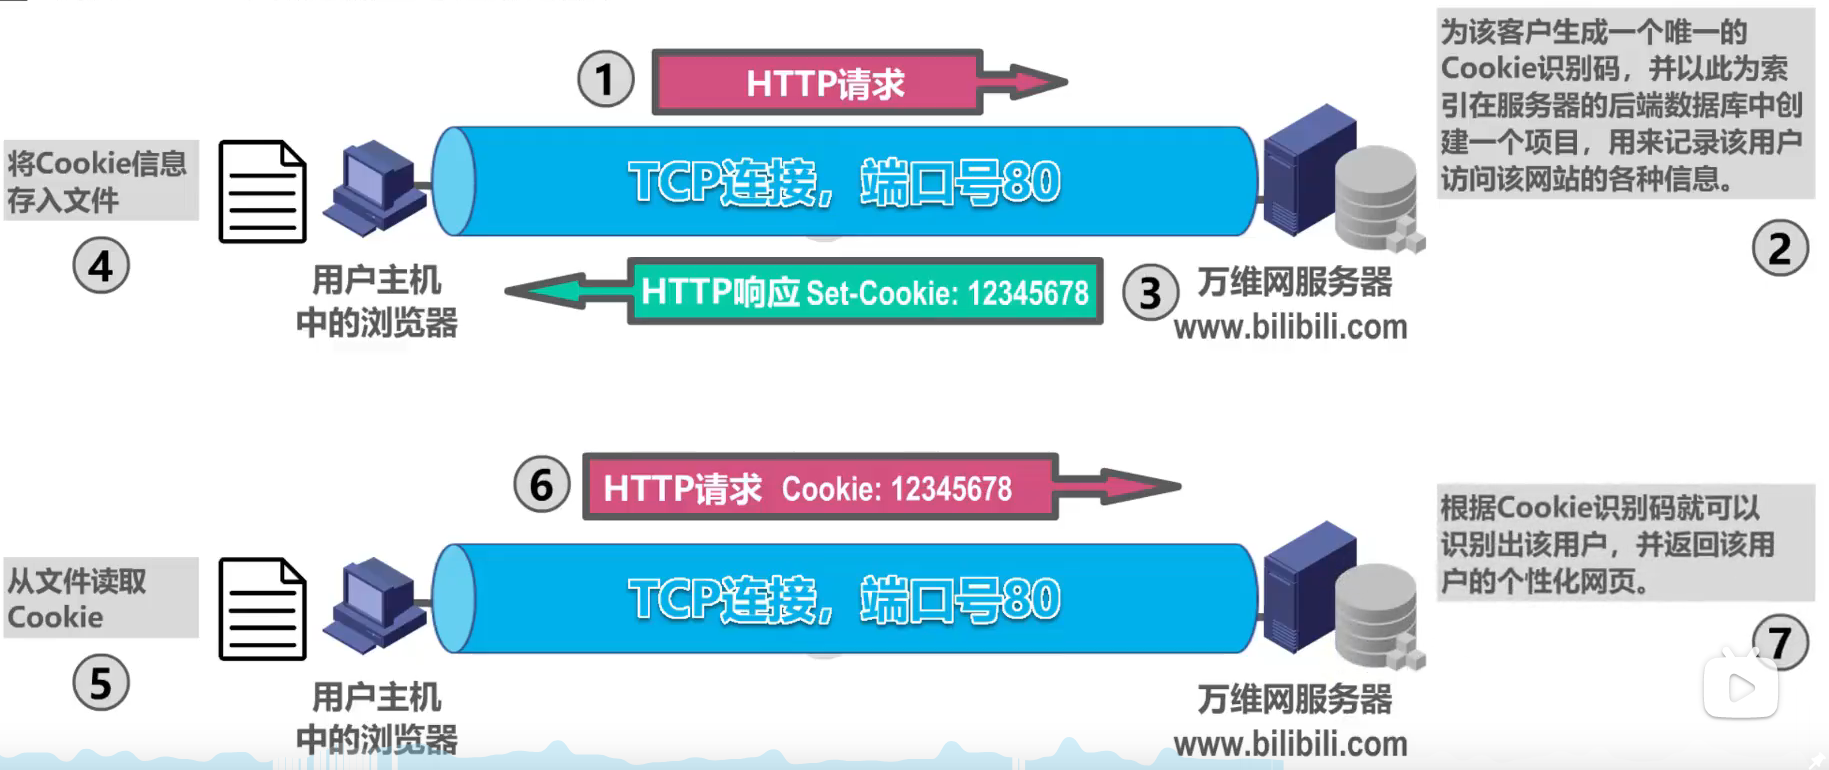 ①
HTTP请求
为该客户生成一个唯一的
Cookie识别码，并以此为索
引在服务器的后端数据库中创
建一个项目，用来记录该用户
访问该网站的各种信息。
②
将Cookie信息
存入文件
④
TCP连接，端口号80
用户主机
中的浏览器
HTTP响应 Set-Cookie: 12345678
③
万维网服务器
www.bilibili.com
⑥
HTTP请求 Cookie: 12345678
根据Cookie识别码就可以
识别出该用户，并返回该用
户的个性化网页。
⑦
从文件读取
Cookie
⑤
TCP连接，端口号80
用户主机
中的浏览器
万维网服务器
www.bilibili.com